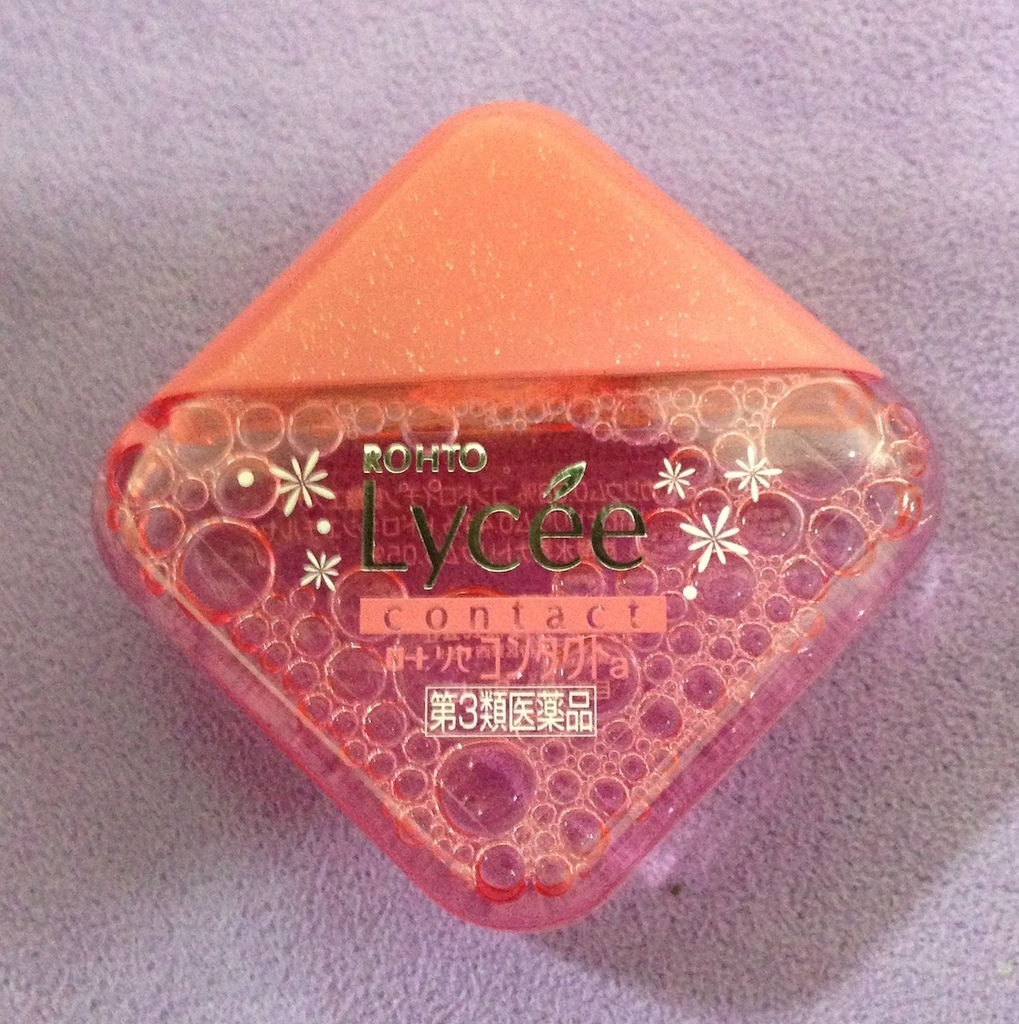 ROHTO
Lycée
contact
ロートリセコンタクトa
第3類医薬品